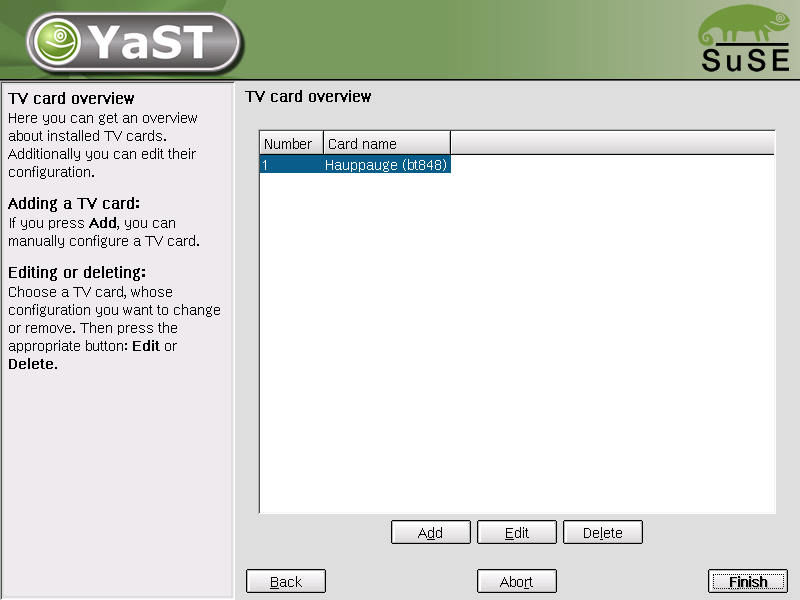 YaST
SuSE
TV card overview
Here you can get an overview
about installed TV cards.
Additionally you can edit their
configuration.
Adding a TV card:
If you press Add, you can
manually configure a TV card.
Editing or deleting:
Choose a TV card, whose
configuration you want to change
or remove. Then press the
appropriate button: Edit or
Delete.
TV card overview
Number Card name
1 Hauppauge (bt848)
Add Edit Delete
Back Abort Finish